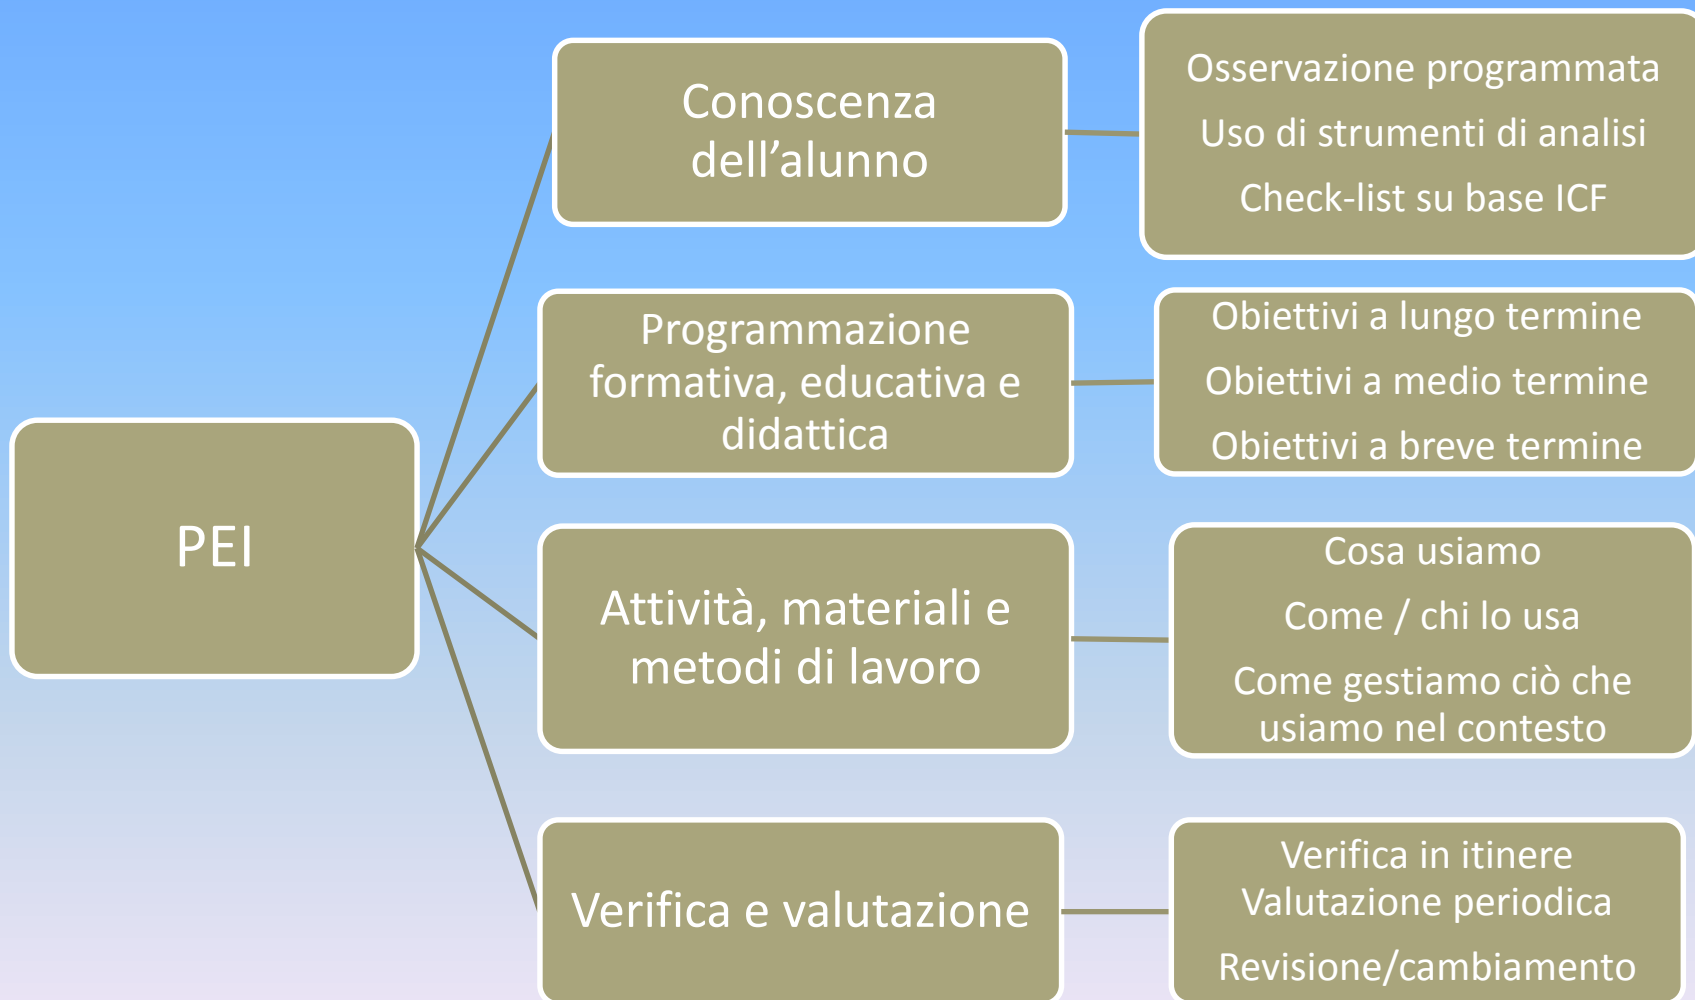 PEI
Conoscenza
dell’alunno
Osservazione programmata
Uso di strumenti di analisi
Check-list su base ICF
Programmazione
formativa, educativa e
didattica
Obiettivi a lungo termine
Obiettivi a medio termine
Obiettivi a breve termine
Attività, materiali e
metodi di lavoro
Cosa usiamo
Come / chi lo usa
Come gestiamo ciò che
usiamo nel contesto
Verifica e valutazione
Verifica in itinere
Valutazione periodica
Revisione/cambiamento